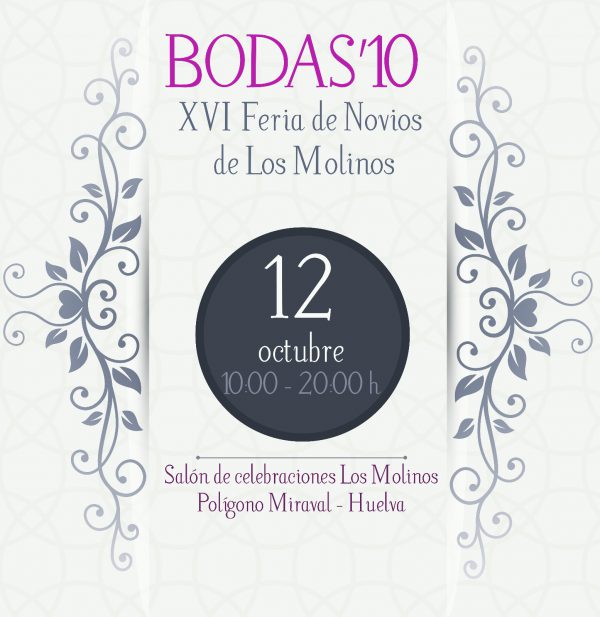 BODAS'10
XVI Feria de Novios
de Los Molinos
12
octubre
10:00 - 20:00 h
Salón de celebraciones Los Molinos
Polígono Miraval - Huelva